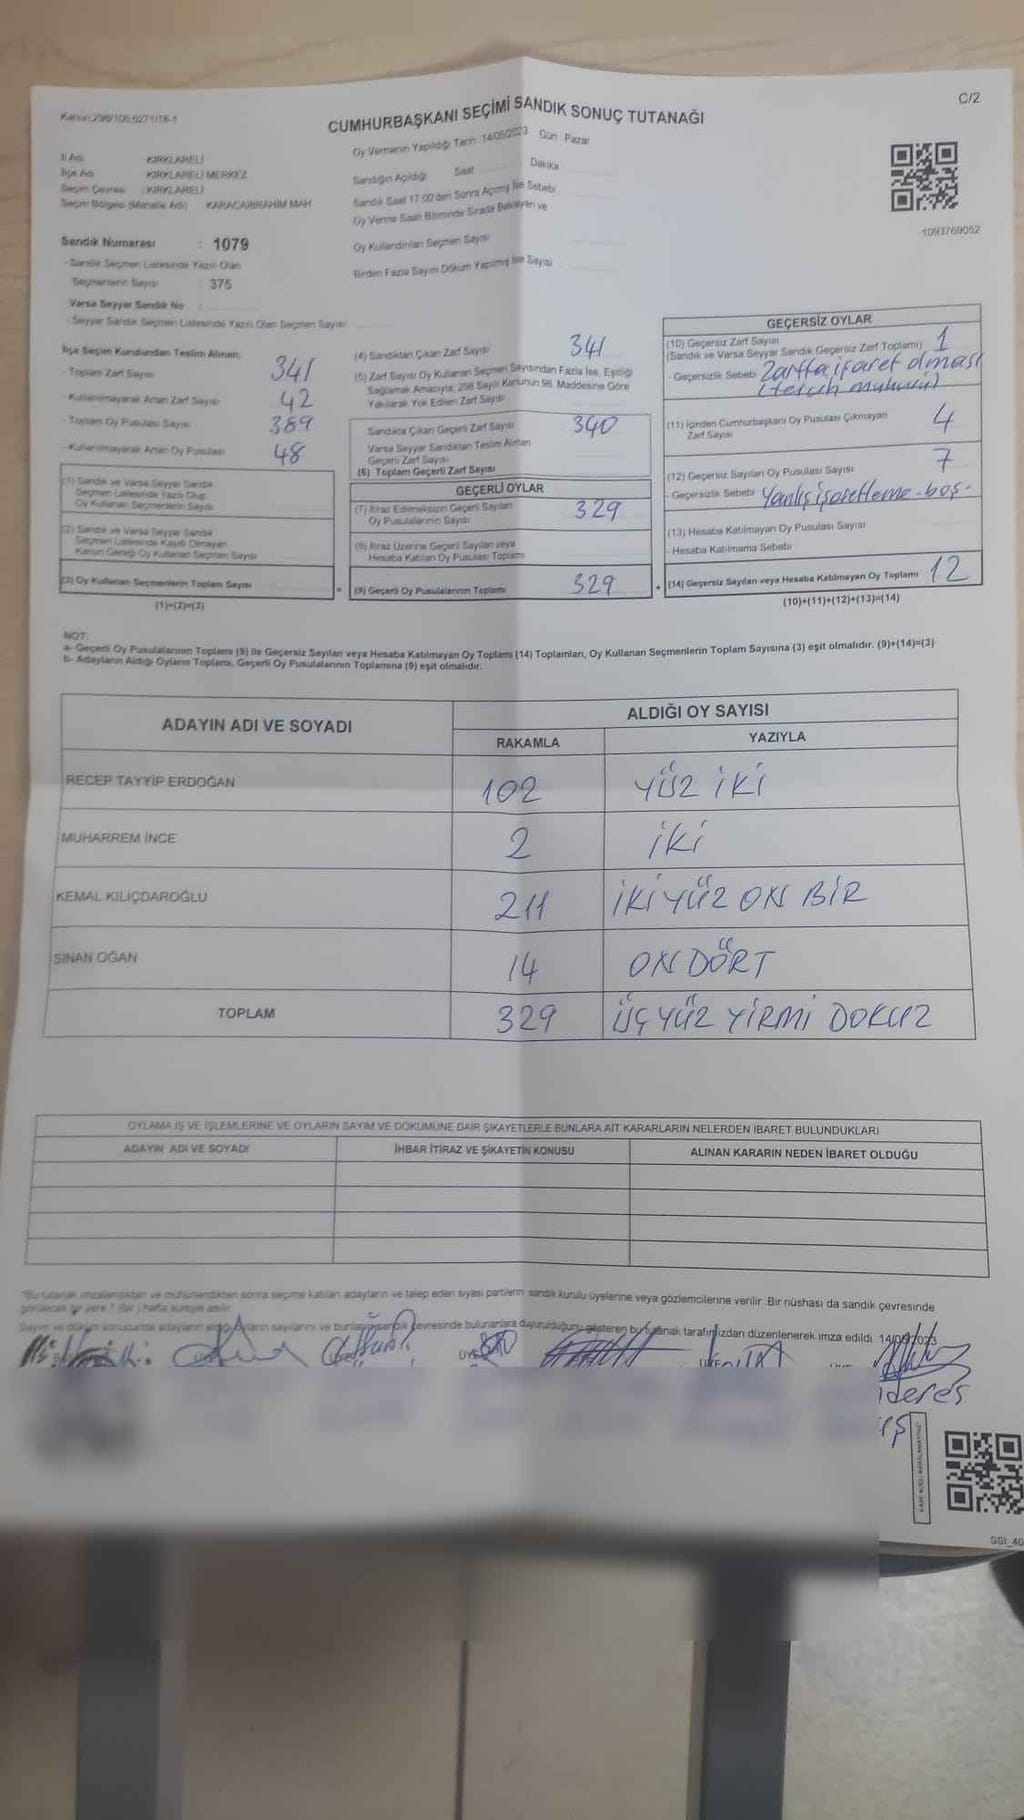 C/2
CUMHURBAŞKANI SEÇİMİ SANDIK SONUÇ TUTANAĞI
Oy Vermenin Yapıldığı Tarih: 14/05/2023 Gün Pazar
İl Adı KIRKLARELİ
İlçe Adı KIRKLARELİ MERKEZ
Seçim Çevresi : KIRKLARELİ
Seçim Bölgesi (Mahalle Adı) KARACAİBRAHİM MAH
Sandık Numarası : 1079
- Sandık Seçmen Listesinde Yazılı Olan
Seçmenlerin Sayısı : 375
Varsa Seyyar Sandık No
- Seyyar Sandık Seçmen Listesinde Yazılı Olan Seçmen Sayısı
Sandığın Açıldığı Saat Dakika
Sandık Saat 17:00'den Sonra Açılmış İse Sebebi
Oy Verme Saati Bitiminde Sırada Bekleyen ve
Oy Kullandırılan Seçmen Sayısı
Birden Fazla Sayım Döküm Yapılmış İse Sayısı
1093769052
İlçe Seçim Kurulundan Teslim Alınan;
- Toplam Zarf Sayısı 341
- Kullanılmayarak Artan Zarf Sayısı 42
- Toplam Oy Pusulası Sayısı 389
- Kullanılmayarak Artan Oy Pusulası 48
(1) Sandık ve Varsa Seyyar Sandık
Seçmen Listesinde Yazılı Olup
Oy Kullanan Seçmenlerin Sayısı
(2) Sandık ve Varsa Seyyar Sandık
Seçmen Listesinde Kayıtlı Olmayan
Kanun Gereği Oy Kullanan Seçmen Sayısı
(3) Oy Kullanan Seçmenlerin Toplam Sayısı
(1)+(2)=(3)
(4) Sandıktan Çıkan Zarf Sayısı 341
(5) Zarf Sayısı Oy Kullanan Seçmen Sayısından Fazla İse, Eşitliği
Sağlamak Amacıyla, 298 Sayılı Kanunun 98. Maddesine Göre
Yakılarak Yok Edilen Zarf Sayısı
Sandıkta Çıkan Geçerli Zarf Sayısı 340
Varsa Seyyar Sandıktan Teslim Alınan
Geçerli Zarf Sayısı
(6) Toplam Geçerli Zarf Sayısı
GEÇERLİ OYLAR
(7) İtiraz Edilmeksizin Geçerli Sayılan
Oy Pusulalarının Sayısı 329
(8) İtiraz Üzerine Geçerli Sayılan veya
Hesaba Katılan Oy Pusulası Toplamı
(9) Geçerli Oy Pusulalarının Toplamı 329
GEÇERSİZ OYLAR
(10) Geçersiz Zarf Sayısı
(Sandık ve Varsa Seyyar Sandık Geçersiz Zarf Toplamı) 1
- Geçersizlik Sebebi Zarfta işaret olması
(tercih mühürü)
(11) İçinden Cumhurbaşkanı Oy Pusulası Çıkmayan
Zarf Sayısı 4
(12) Geçersiz Sayılan Oy Pusulası Sayısı 7
- Geçersizlik Sebebi Yanlış işaretleme-boş-
(13) Hesaba Katılmayan Oy Pusulası Sayısı
- Hesaba Katılmama Sebebi
(14) Geçersiz Sayılan veya Hesaba Katılmayan Oy Toplamı 12
(10)+(11)+(12)+(13)=(14)
NOT:
a- Geçerli Oy Pusulalarının Toplamı (9) ile Geçersiz Sayılan veya Hesaba Katılmayan Oy Toplamı (14) Toplamları, Oy Kullanan Seçmenlerin Toplam Sayısına (3) eşit olmalıdır. (9)+(14)=(3)
b- Adayların Aldığı Oyların Toplamı, Geçerli Oy Pusulalarının Toplamına (9) eşit olmalıdır.
ADAYIN ADI VE SOYADI ALDIĞI OY SAYISI
RAKAMLA YAZIYLA
RECEP TAYYİP ERDOĞAN 102 YÜZ İKİ
MUHARREM İNCE 2 İKİ
KEMAL KILIÇDAROĞLU 211 İKİ YÜZ ON BİR
SİNAN OĞAN 14 ON DÖRT
TOPLAM 329 ÜÇ YÜZ YİRMİ DOKUZ
OYLAMA İŞ VE İŞLEMLERİNE VE OYLARIN SAYIM VE DÖKÜMÜNE DAİR ŞİKAYETLERLE BUNLARA AİT KARARLARIN NELERDEN İBARET BULUNDUKLARI
ADAYIN ADI VE SOYADI İHBAR İTİRAZ VE ŞİKAYETİN KONUSU ALINAN KARARIN NEDEN İBARET OLDUĞU
*Bu tutanak imzalandıktan ve mühürlendikten sonra seçime katılan adayların ve talep eden siyasi partilerin sandık kurulu üyelerine veya gözlemcilerine verilir. Bir nüshası da sandık çevresinde
görülecek bir yere 1 (bir) hafta süreyle asılır.
Sayım ve döküm sonucunda adayların aldığı oyların sayılarını ve bunların sandık çevresinde bulunanlara duyurulduğunu gösteren bu tutanak tarafımızdan düzenlenerek imza edildi. 14/05/2023